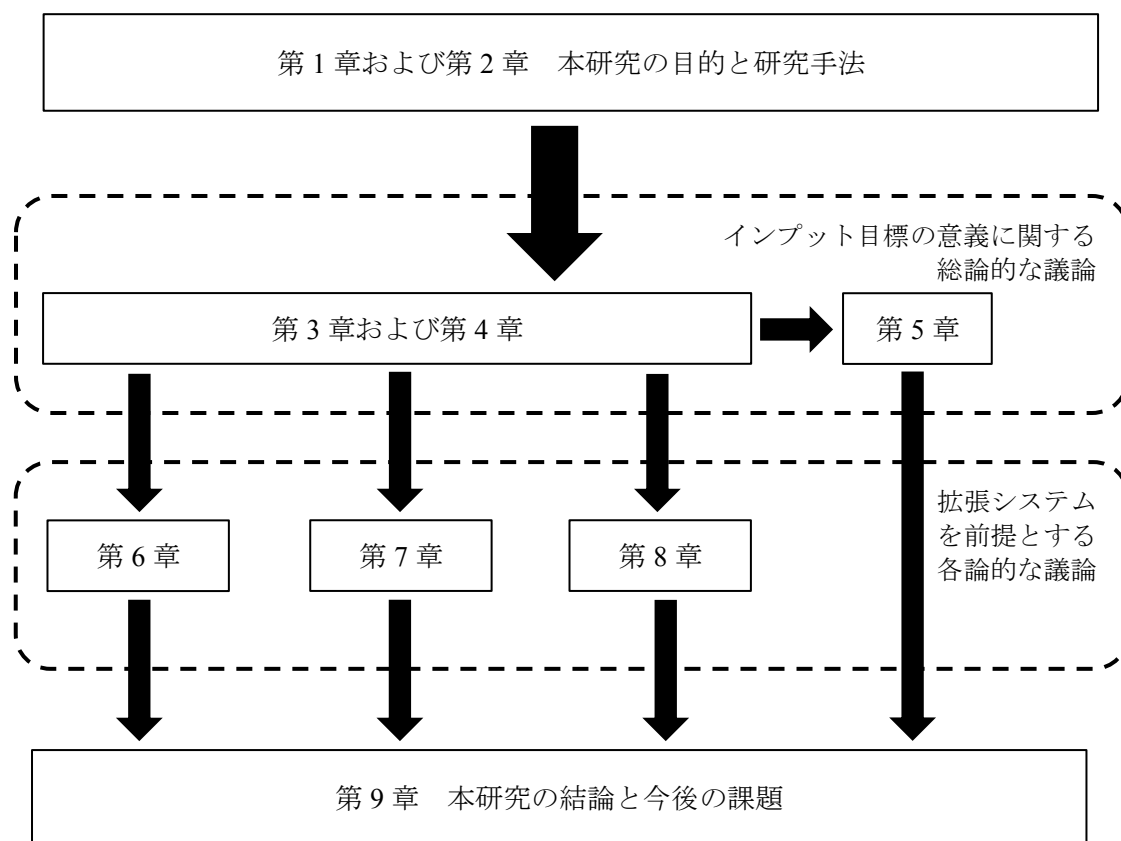 第 1 章および第 2 章　本研究の目的と研究手法
インプット目標の意義に関する
総論的な議論
第 3 章および第 4 章
第 5 章
拡張システム
を前提とする
各論的な議論
第 6 章
第 7 章
第 8 章
第 9 章　本研究の結論と今後の課題